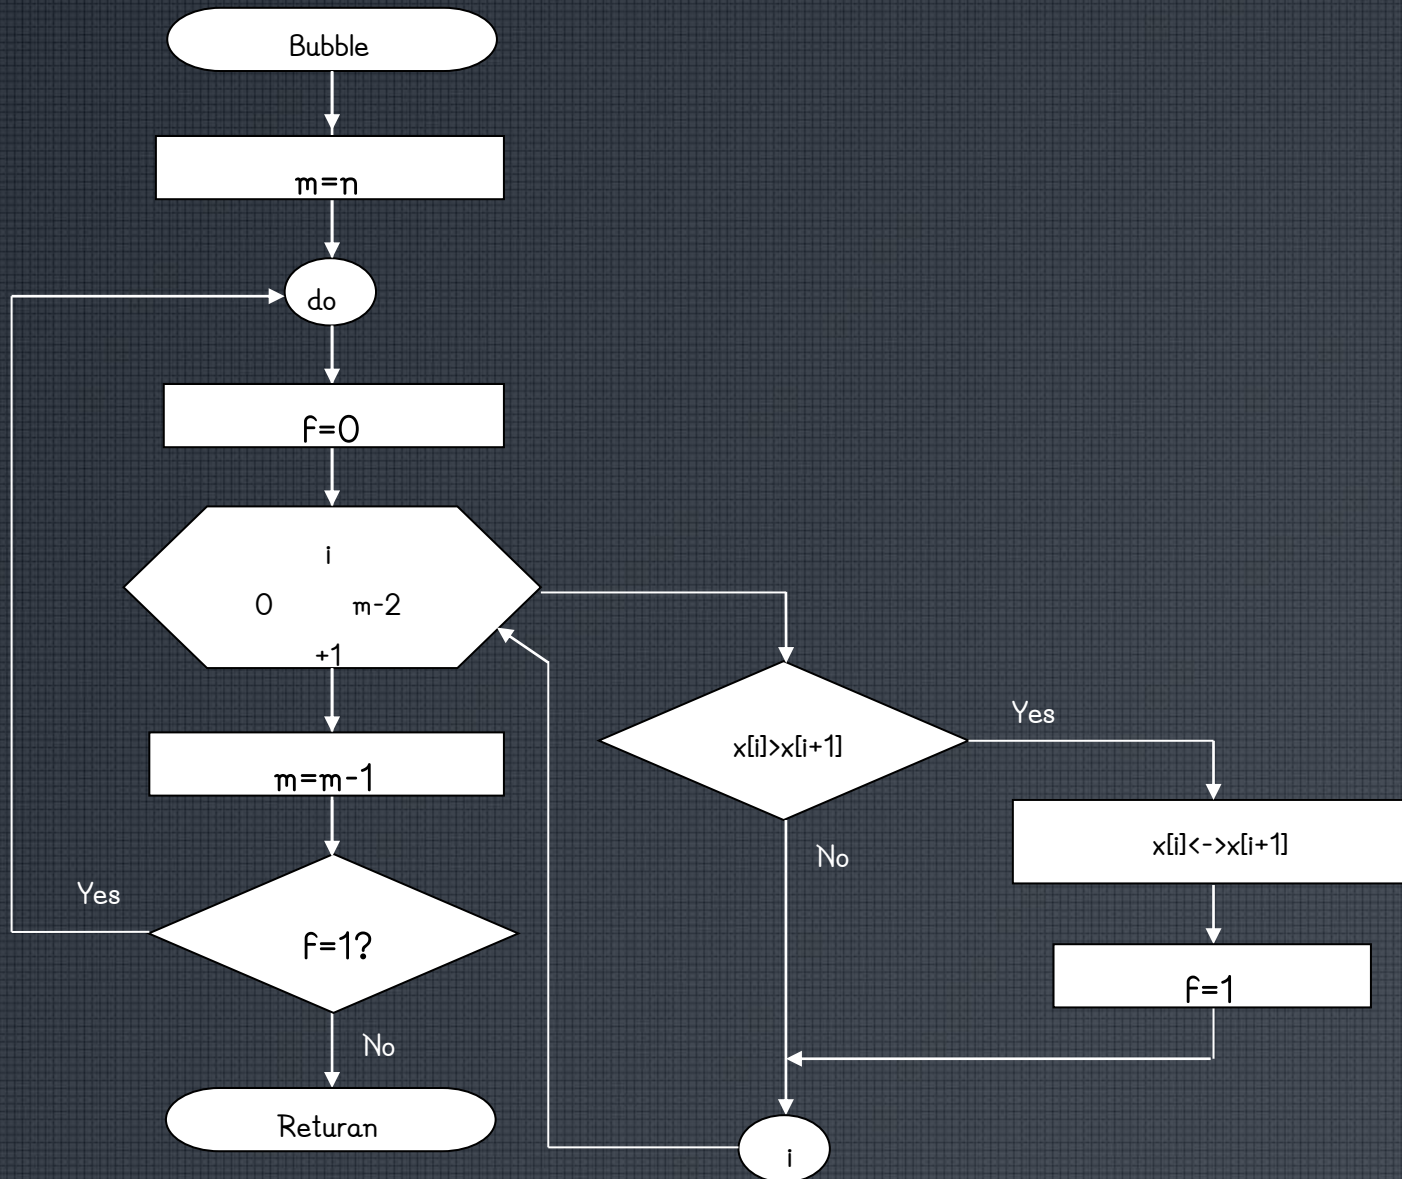 Bubble
m=n
do
f=0
i
0 m-2
+1
m=m-1
f=1?
Yes
No
Returan
x[i]>x[i+1]
Yes
No
x[i]<->x[i+1]
f=1
i